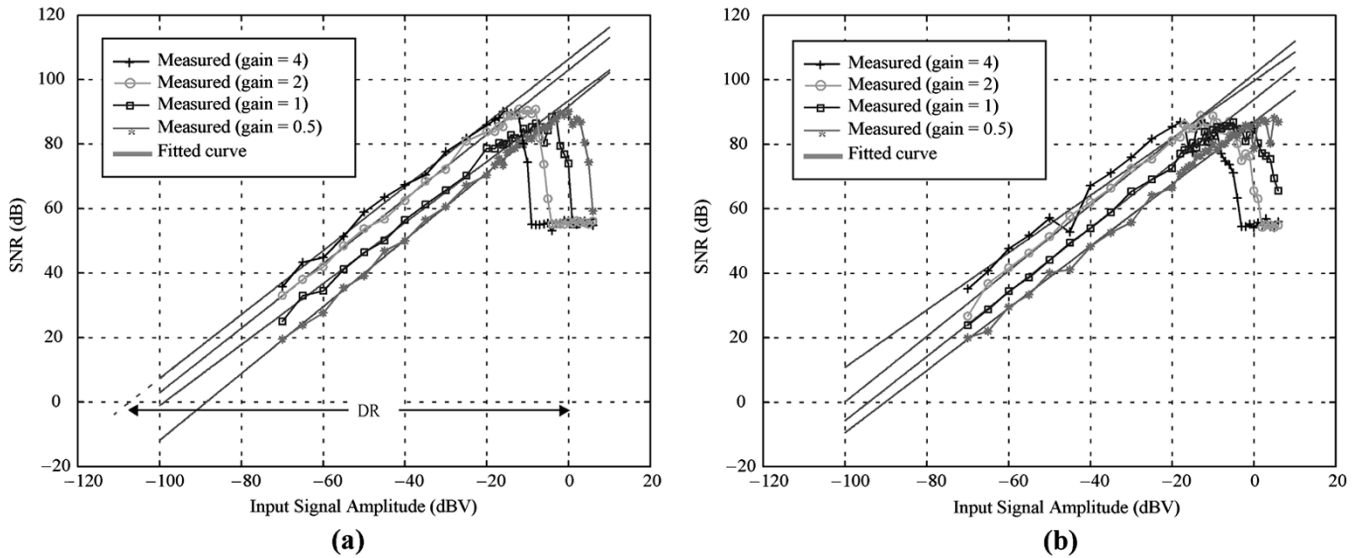 120
100
80
60
40
20
0
−20
SNR (dB)
Measured (gain = 4)
Measured (gain = 2)
Measured (gain = 1)
Measured (gain = 0.5)
Fitted curve
DR
−120
−100
−80
−60
−40
−20
0
20
Input Signal Amplitude (dBV)
(a)
120
100
80
60
40
20
0
−20
SNR (dB)
Measured (gain = 4)
Measured (gain = 2)
Measured (gain = 1)
Measured (gain = 0.5)
Fitted curve
−120
−100
−80
−60
−40
−20
0
20
Input Signal Amplitude (dBV)
(b)